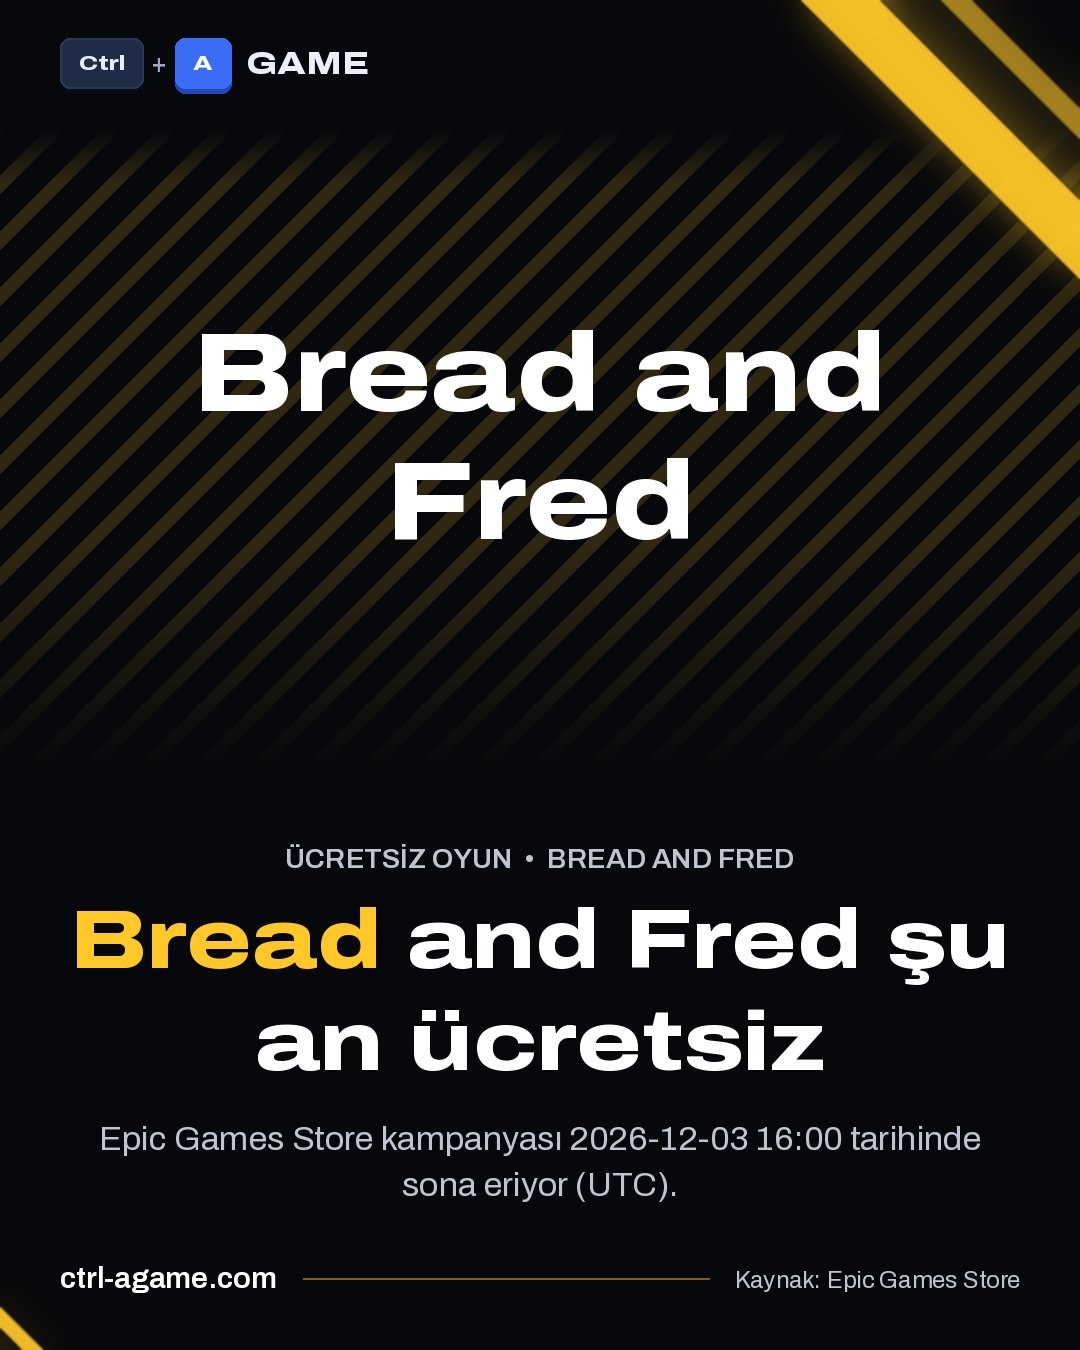 Ctrl + A GAME
Bread and
Fred
ÜCRETSİZ OYUN • BREAD AND FRED
Bread and Fred şu
an ücretsiz
Epic Games Store kampanyası 2026-12-03 16:00 tarihinde
sona eriyor (UTC).
ctrl-agame.com
Kaynak: Epic Games Store